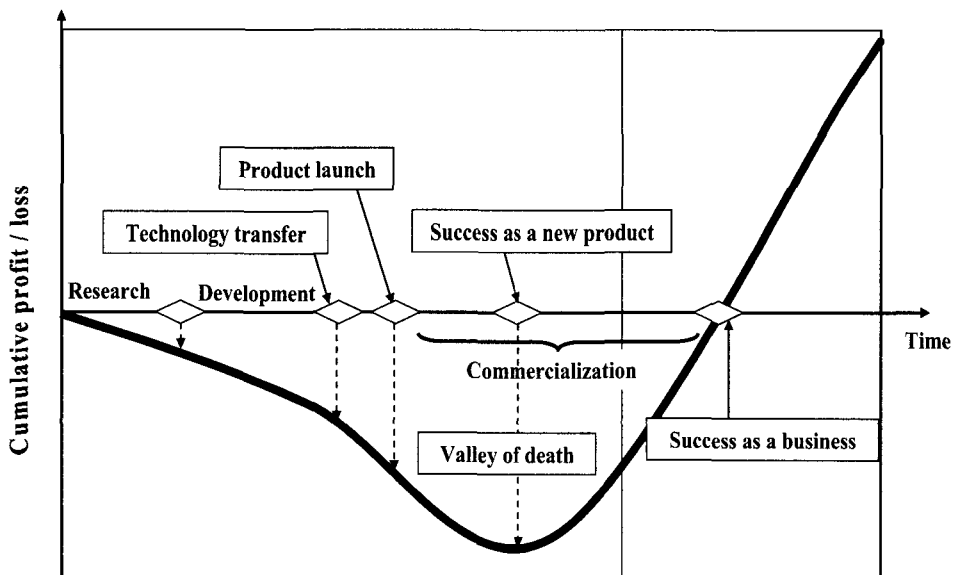 Product launch
Technology transfer
Success as a new product
Research
Development
Time
Commercialization
Success as a business
Valley of death
Cumulative profit / loss